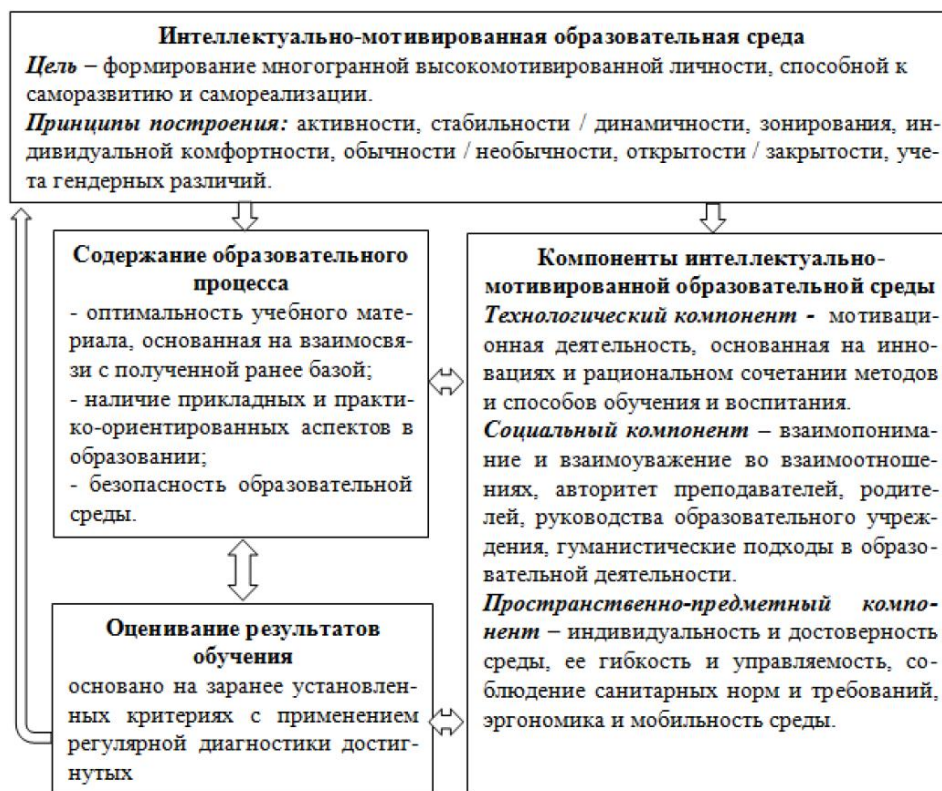 Интеллектуально-мотивированная образовательная среда
Цель – формирование многогранной высокомотивированной личности, способной к
саморазвитию и самореализации.
Принципы построения: активности, стабильности / динамичности, зонирования, ин-
дивидуальной комфортности, обычности / необычности, открытости / закрытости, уче-
та гендерных различий.
Содержание образовательного
процесса
- оптимальность учебного мате-
риала, основанная на взаимосвя-
зи с полученной ранее базой;
- наличие прикладных и практи-
ко-ориентированных аспектов в
образовании;
- безопасность образовательной
среды.
Компоненты интеллектуально-
мотивированной образовательной среды
Технологический компонент - мотиваци-
онная деятельность, основанная на инно-
вациях и рациональном сочетании методов
и способов обучения и воспитания.
Социальный компонент – взаимопонима-
ние и взаимоуважение во взаимоотноше-
ниях, авторитет преподавателей, родите-
лей, руководства образовательного учреж-
дения, гуманистические подходы в образо-
вательной деятельности.
Пространственно-предметный компо-
нент – индивидуальность и достоверность
среды, ее гибкость и управляемость, со-
блюдение санитарных норм и требований,
эргономика и мобильность среды.
Оценивание результатов
обучения
основано на заранее установлен-
ных критериях с применением
регулярной диагностики достиг-
нутых